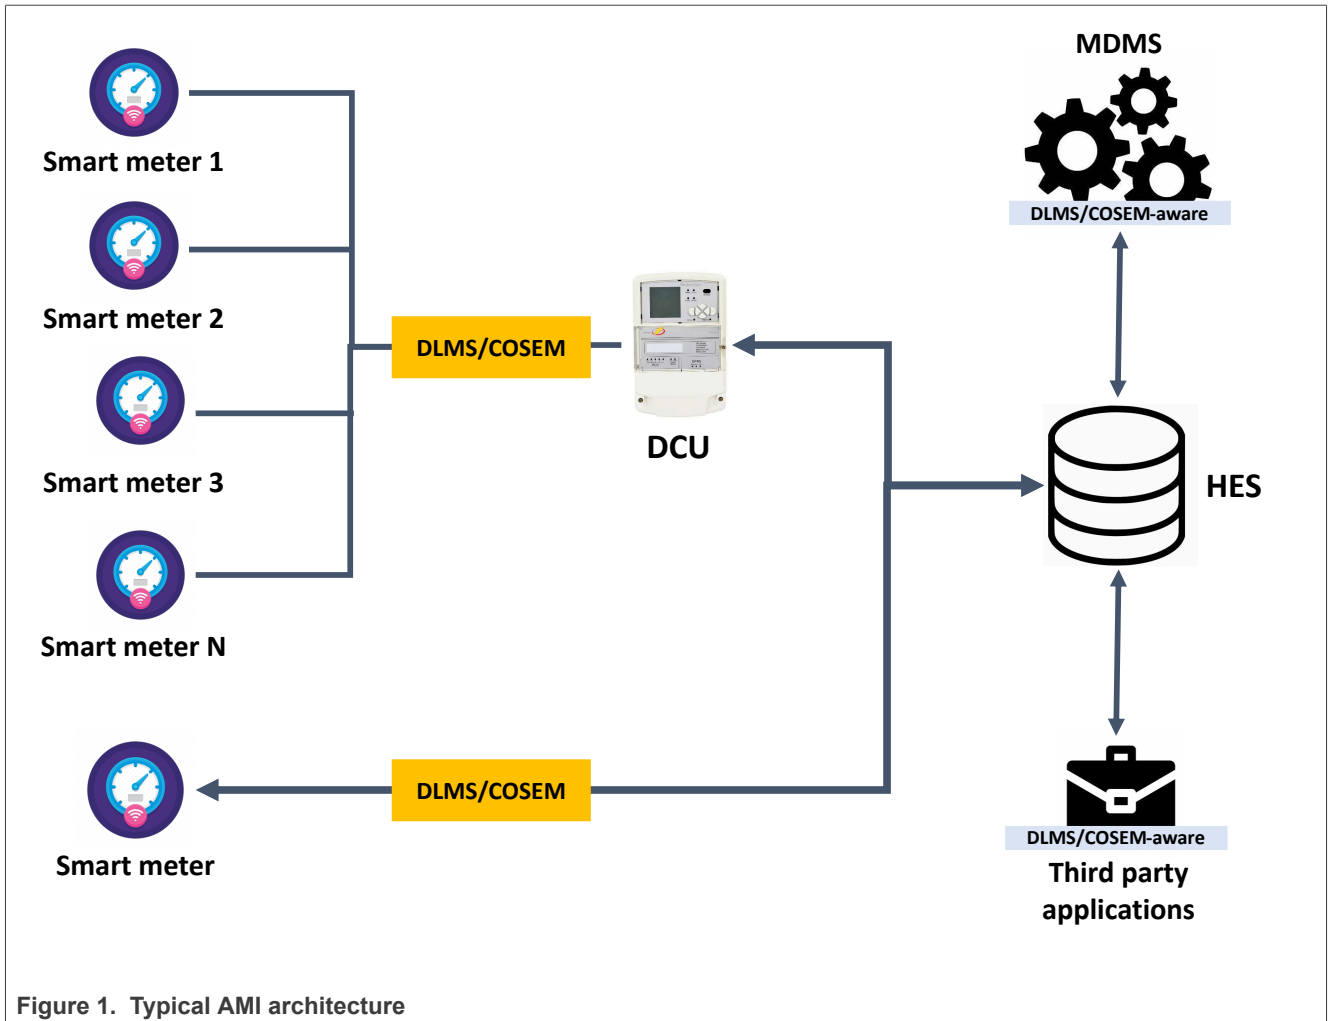 MDMS
DLMS/COSEM-aware
Smart meter 1
Smart meter 2
DLMS/COSEM
DCU
Smart meter 3
HES
Smart meter N
DLMS/COSEM
Smart meter
DLMS/COSEM-aware
Third party
applications
Figure 1. Typical AMI architecture